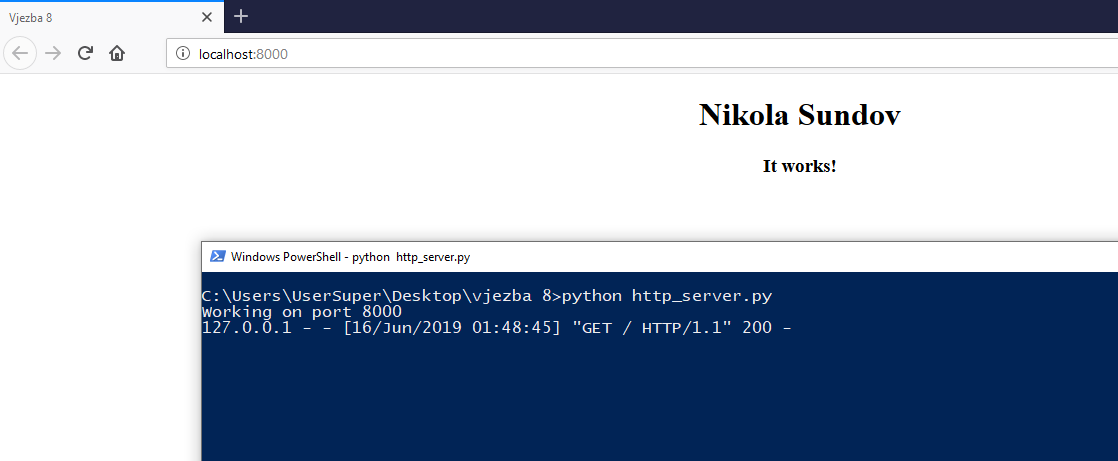 Vjezba 8
localhost:8000
Nikola Sundov
It works!
Windows PowerShell - python  http_server.py
C:\Users\UserSuper\Desktop\vjezba 8>python http_server.py
Working on port 8000
127.0.0.1 - - [16/Jun/2019 01:48:45] "GET / HTTP/1.1" 200 -